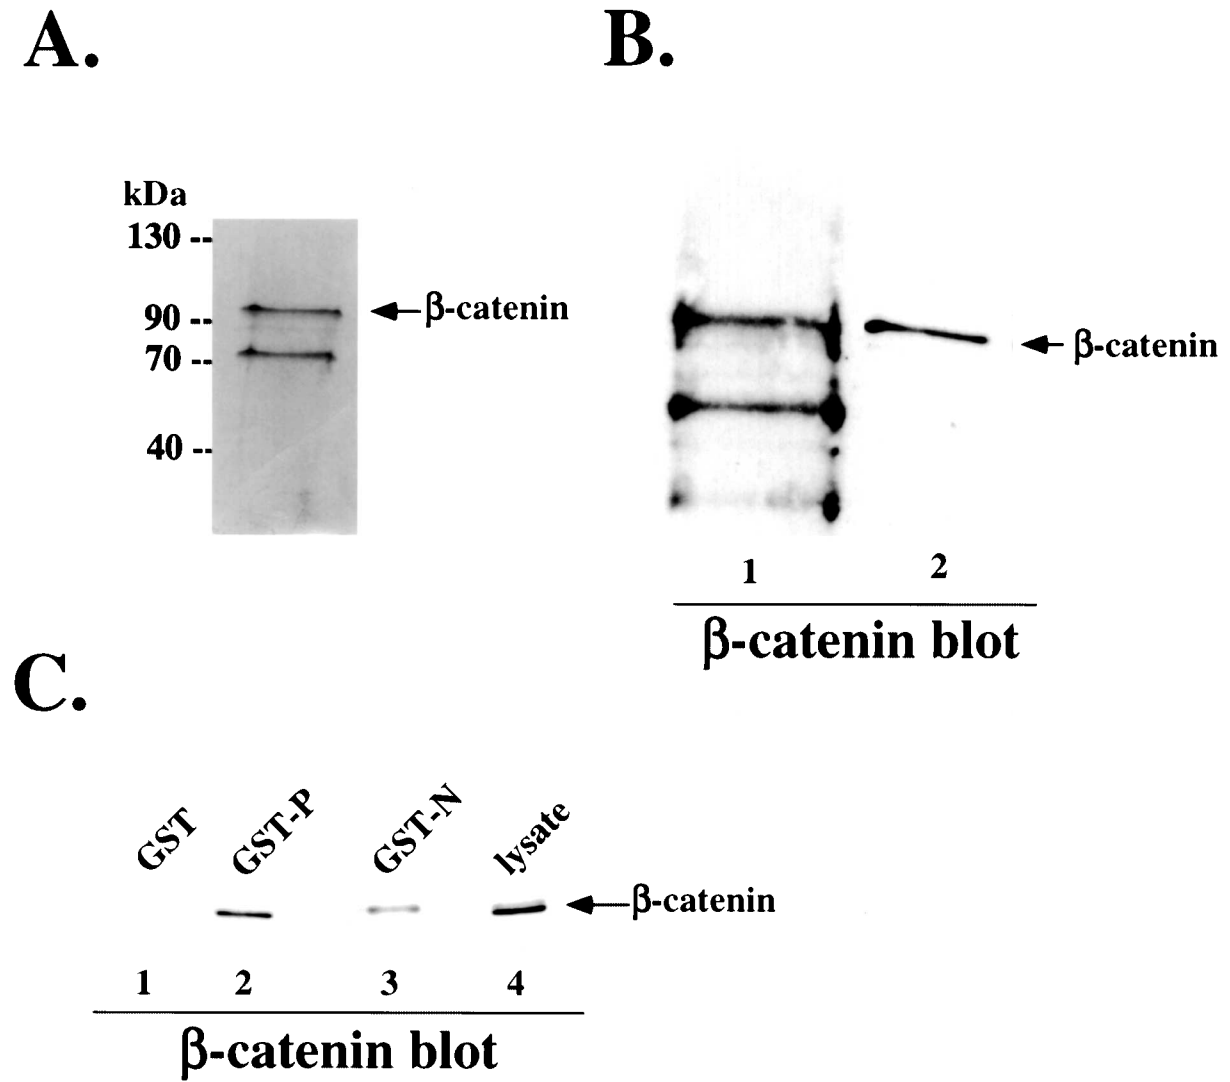 A.
kDa
130 --
90 --
70 --
40 --
β-catenin
B.
β-catenin
1 2
β-catenin blot
C.
GST GST-P GST-N lysate
β-catenin
1 2 3 4
β-catenin blot